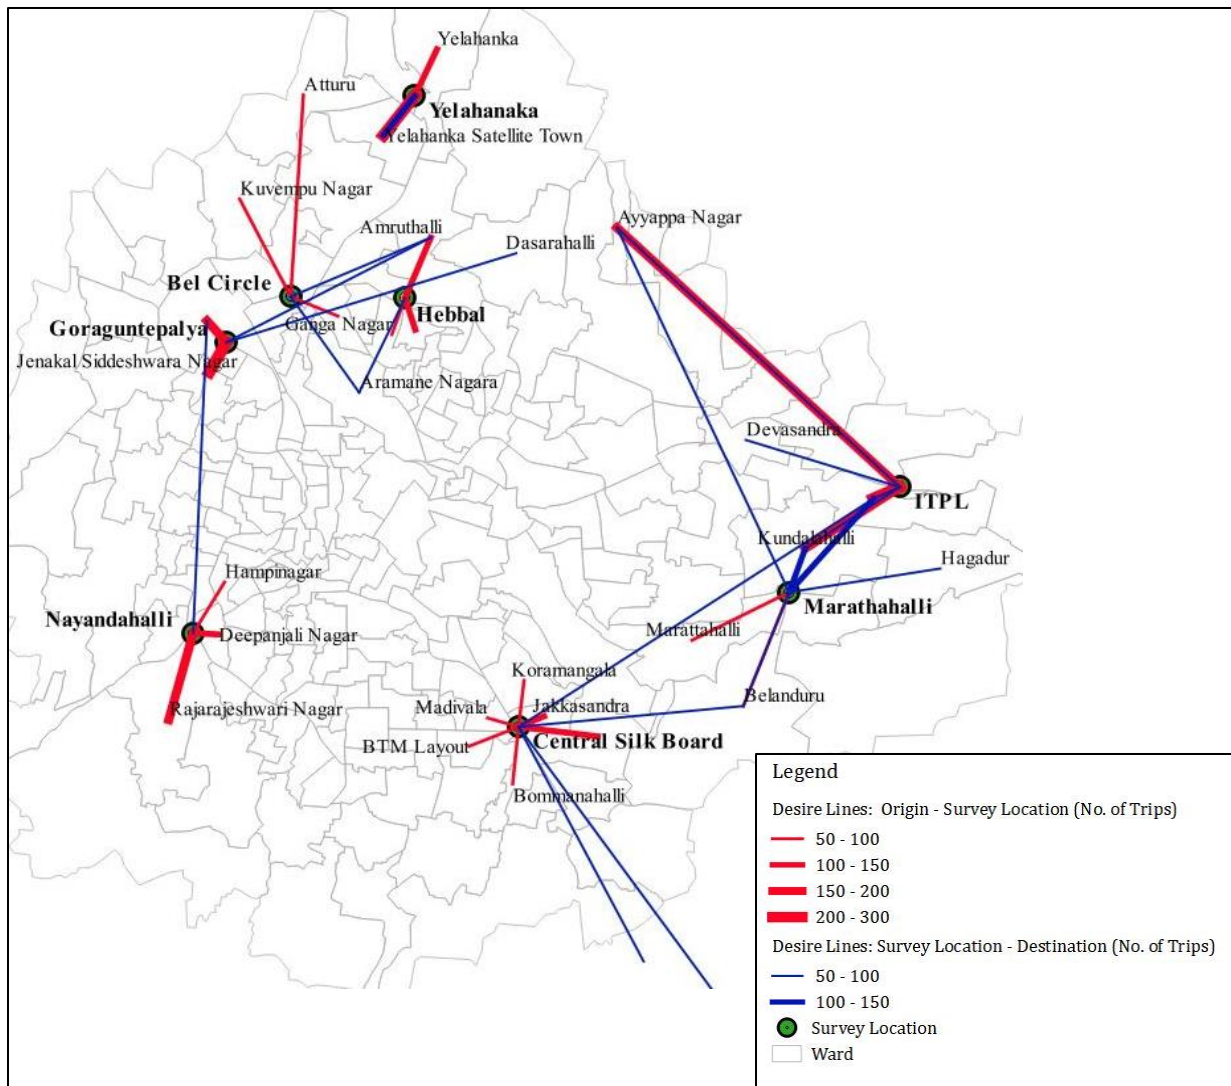 Yelahanka
Atturu
Yelahanaka
Yelahanka Satellite Town
Kuvempu Nagar
Ayyappa Nagar
Amruthalli
Dasarahalli
Bel Circle
Ganga Nagar
Hebbal
Goraguntepalya
Jenakal Siddeshwara Nagar
Aramane Nagara
Devasandra
ITPL
Kundalahalli
Hagadur
Hampinagar
Marathahalli
Nayandahalli
Deepanjali Nagar
Marattahalli
Koramangala
Belanduru
Rajarajeshwari Nagar
Madivala
Jakkasandra
BTM Layout
Central Silk Board
Bommanahalli
Legend
Desire Lines: Origin - Survey Location (No. of Trips)
50 - 100
100 - 150
150 - 200
200 - 300
Desire Lines: Survey Location - Destination (No. of Trips)
50 - 100
100 - 150
Survey Location
Ward